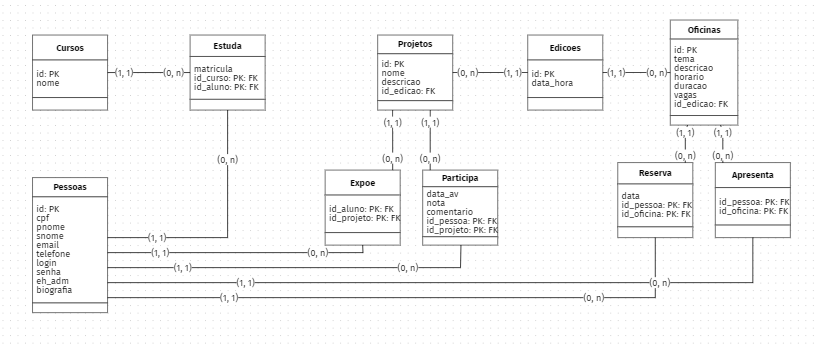 Cursos
id: PK
nome
(1, 1)
(0, n)
Estuda
matricula
id_curso: PK: FK
id_aluno: PK: FK
(0, n)
Projetos
id: PK
nome
descricao
id_edicao: FK
(0, n)
(1, 1)
Edicoes
id: PK
data_hora
(1, 1)
(0, n)
Oficinas
id: PK
tema
descricao
horario
duracao
vagas
id_edicao: FK
(1, 1)
(1, 1)
(0, n)
(0, n)
(1, 1)
(1, 1)
(0, n)
(0, n)
Expoe
id_aluno: PK: FK
id_projeto: PK: FK
Participa
data_av
nota
comentario
id_pessoa: PK: FK
id_projeto: PK: FK
Reserva
data
id_pessoa: PK: FK
id_oficina: PK: FK
Apresenta
id_pessoa: PK: FK
id_oficina: PK: FK
Pessoas
id: PK
cpf
pnome
snome
email
telefone
login
senha
eh_adm
biografia
(1, 1)
(1, 1)
(0, n)
(1, 1)
(0, n)
(1, 1)
(0, n)
(1, 1)
(0, n)